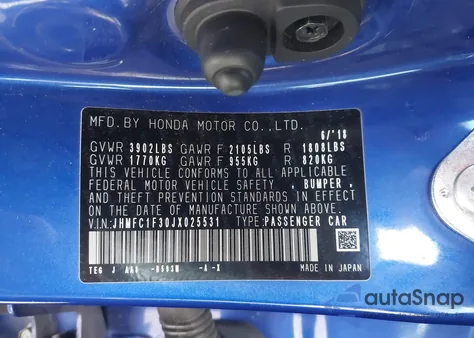 MFD.BY HONDA MOTOR CO.,LTD.
6/'18
GVWR 3902LBS GAWR F 2105LBS R 1808LBS
GVWR 1770KG GAWR F 955KG R 820KG
THIS VEHICLE CONFORMS TO ALL APPLICABLE
FEDERAL MOTOR VEHICLE SAFETY , BUMPER ,
AND THEFT PREVENTION STANDARDS IN EFFECT ON
THE DATE OF MANUFACTURE SHOWN ABOVE.
V.I.N:JHMFC1F30JX025531 TYPE:PASSENGER CAR
TEG J -A-X MADE IN JAPAN
autoSnap